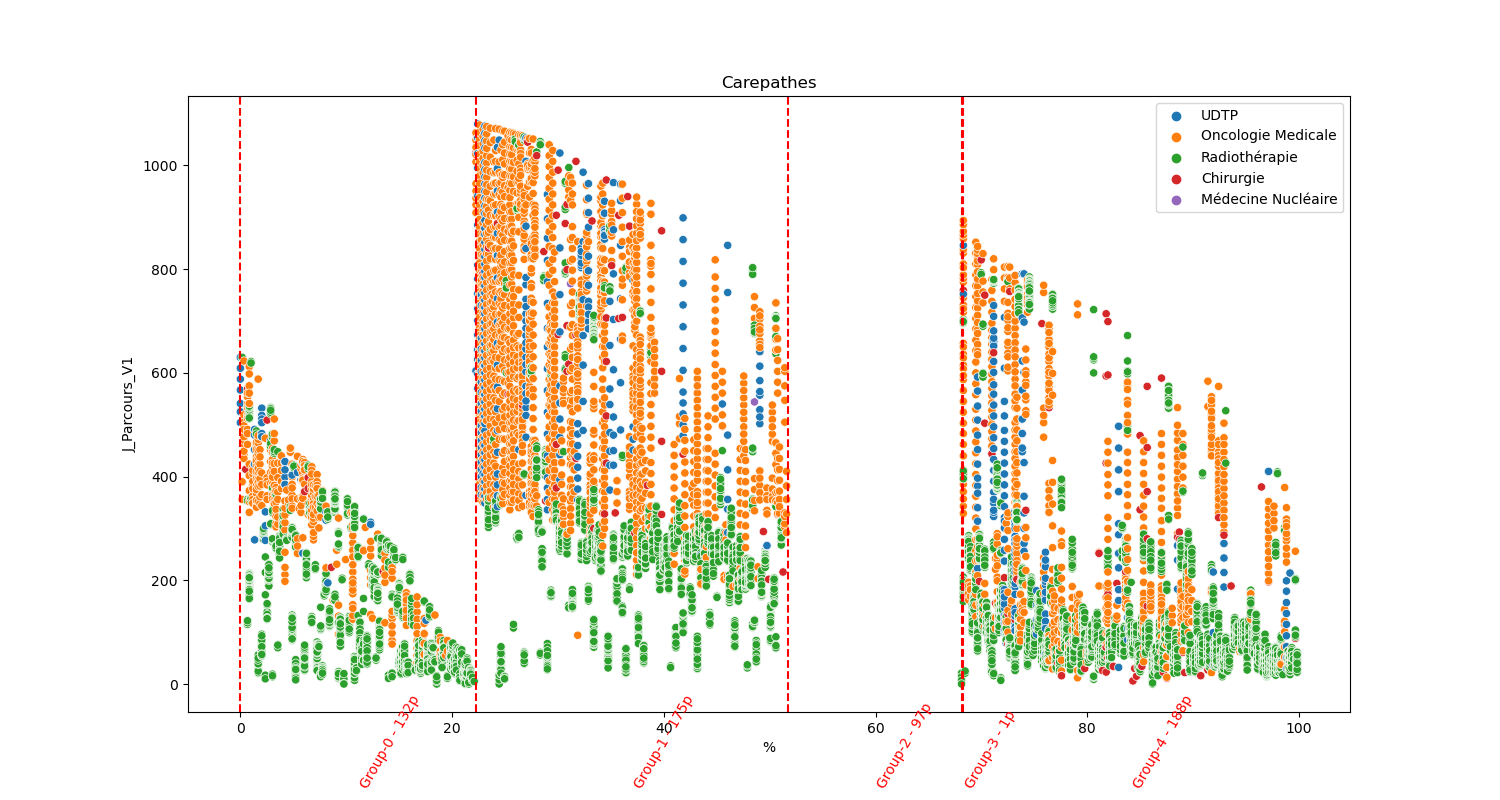 Carepathes
UDTP
Oncologie Medicale
Radiothérapie
Chirurgie
Médecine Nucléaire
J_Parcours_V1
1000
800
600
400
200
0
0 20 40 60 80 100
%
Group-0 - 132p
Group-1 - 175p
Group-2 - 97p
Group-3 - 1p
Group-4 - 188p